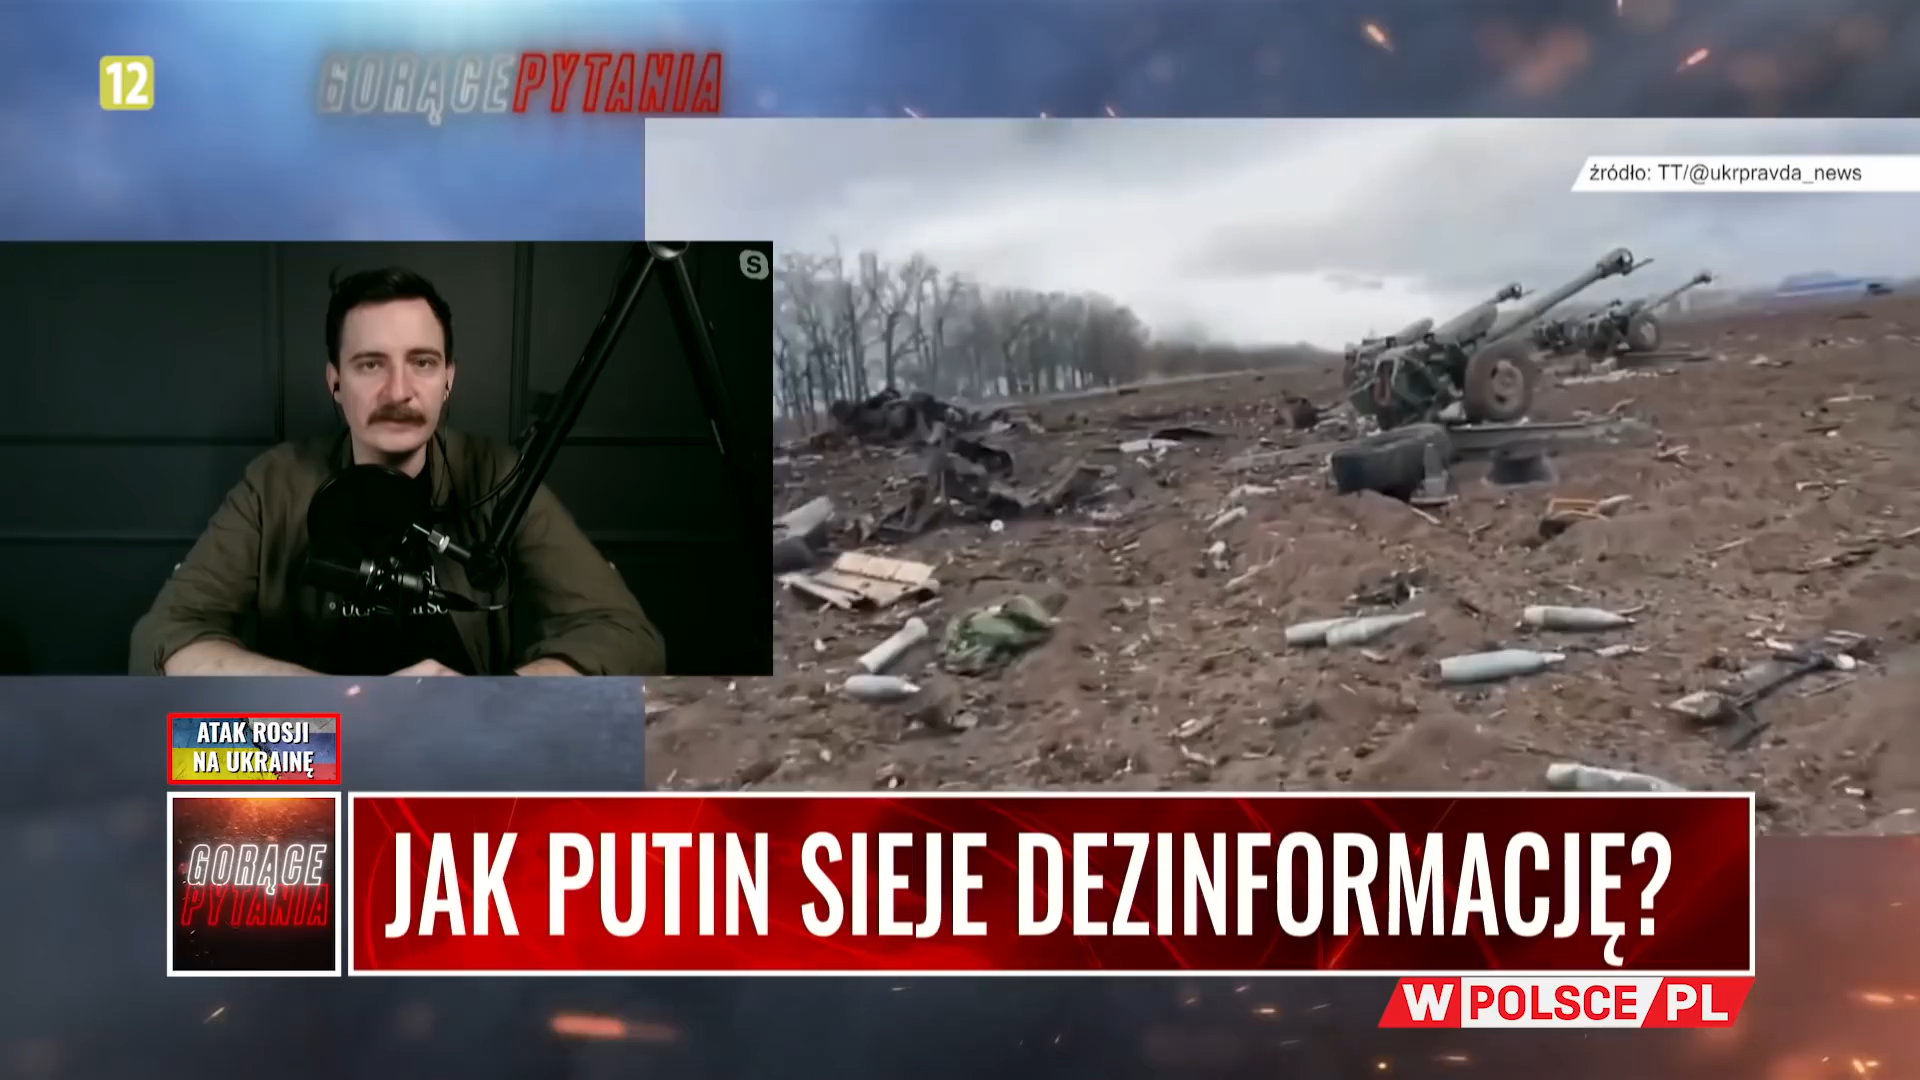 12
GORĄCE PYTANIA
źródło: TT/@ukrpravda_news
S
ATAK ROSJI
NA UKRAINĘ
GORĄCE
PYTANIA
JAK PUTIN SIEJE DEZINFORMACJĘ?
W POLSCE/PL